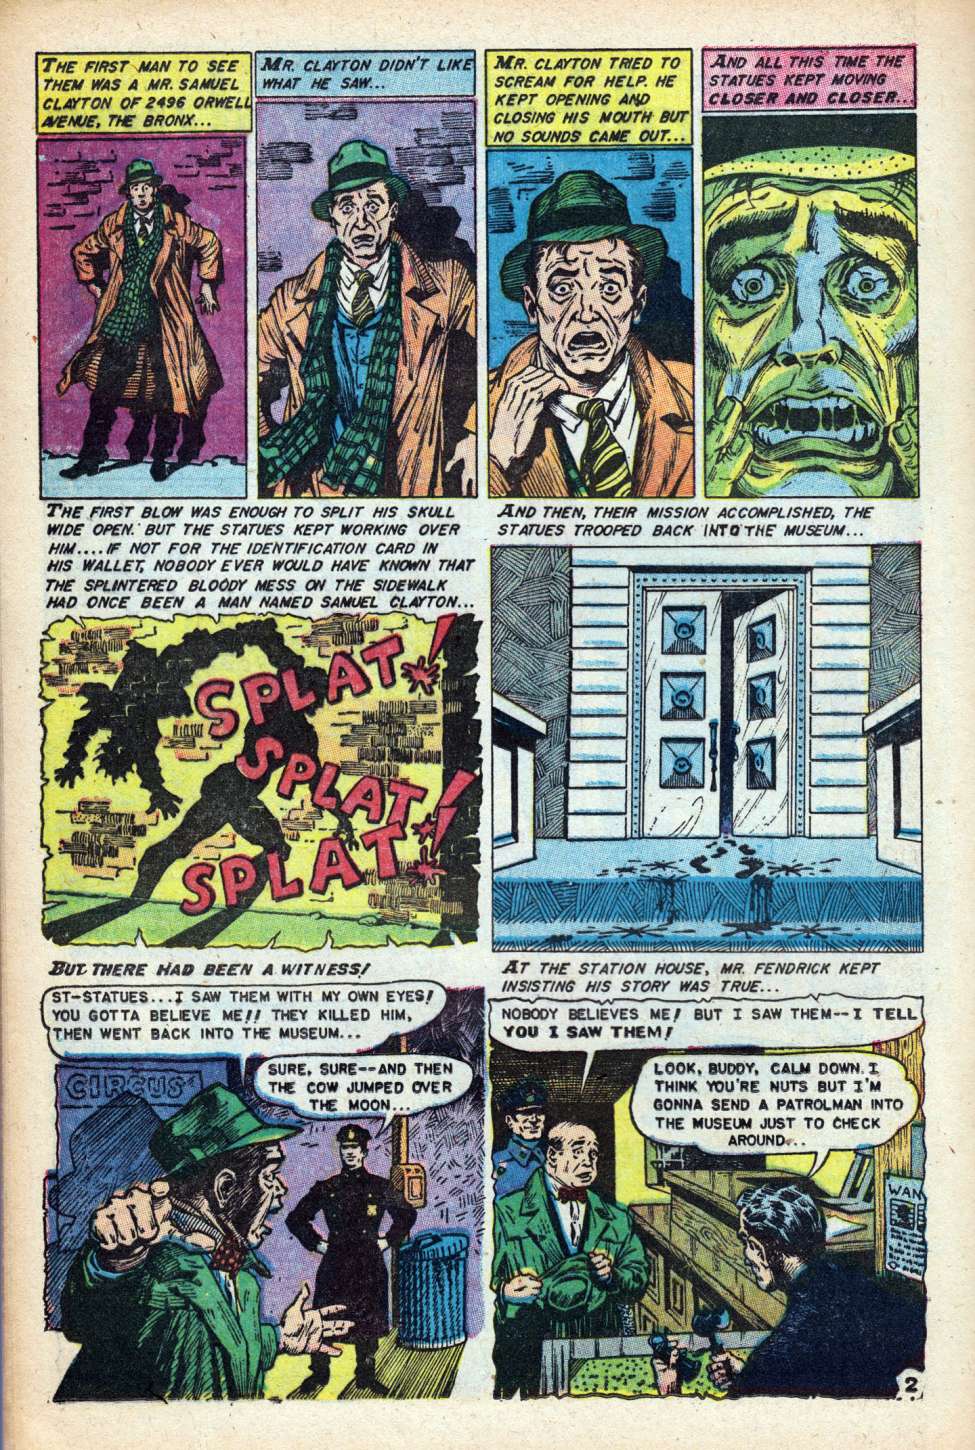 THE FIRST MAN TO SEE
THEM WAS A MR. SAMUEL
CLAYTON OF 2496 ORWELL
AVENUE, THE BRONX...
MR. CLAYTON DIDN'T LIKE
WHAT HE SAW...
MR. CLAYTON TRIED TO
SCREAM FOR HELP. HE
KEPT OPENING AND
CLOSING HIS MOUTH BUT
NO SOUNDS CAME OUT...
AND ALL THIS TIME THE
STATUES KEPT MOVING
CLOSER AND CLOSER...
THE FIRST BLOW WAS ENOUGH TO SPLIT HIS SKULL
WIDE OPEN. BUT THE STATUES KEPT WORKING OVER
HIM.... IF NOT FOR THE IDENTIFICATION CARD IN
HIS WALLET, NOBODY EVER WOULD HAVE KNOWN THAT
THE SPLINTERED BLOODY MESS ON THE SIDEWALK
HAD ONCE BEEN A MAN NAMED SAMUEL CLAYTON...
SPLAT!
SPLAT!
SPLAT!
AND THEN, THEIR MISSION ACCOMPLISHED, THE
STATUES TROOPED BACK INTO THE MUSEUM...
BUT THERE HAD BEEN A WITNESS!
ST-STATUES...I SAW THEM WITH MY OWN EYES!
YOU GOTTA BELIEVE ME!! THEY KILLED HIM,
THEN WENT BACK INTO THE MUSEUM...
SURE, SURE--AND THEN
THE COW JUMPED OVER
THE MOON...
CIRCUS
AT THE STATION HOUSE, MR. FENDRICK KEPT
INSISTING HIS STORY WAS TRUE...
NOBODY BELIEVES ME! BUT I SAW THEM--I TELL
YOU I SAW THEM!
LOOK, BUDDY, CALM DOWN. I
THINK YOU'RE NUTS BUT I'M
GONNA SEND A PATROLMAN INTO
THE MUSEUM JUST TO CHECK
AROUND...
WAN
2